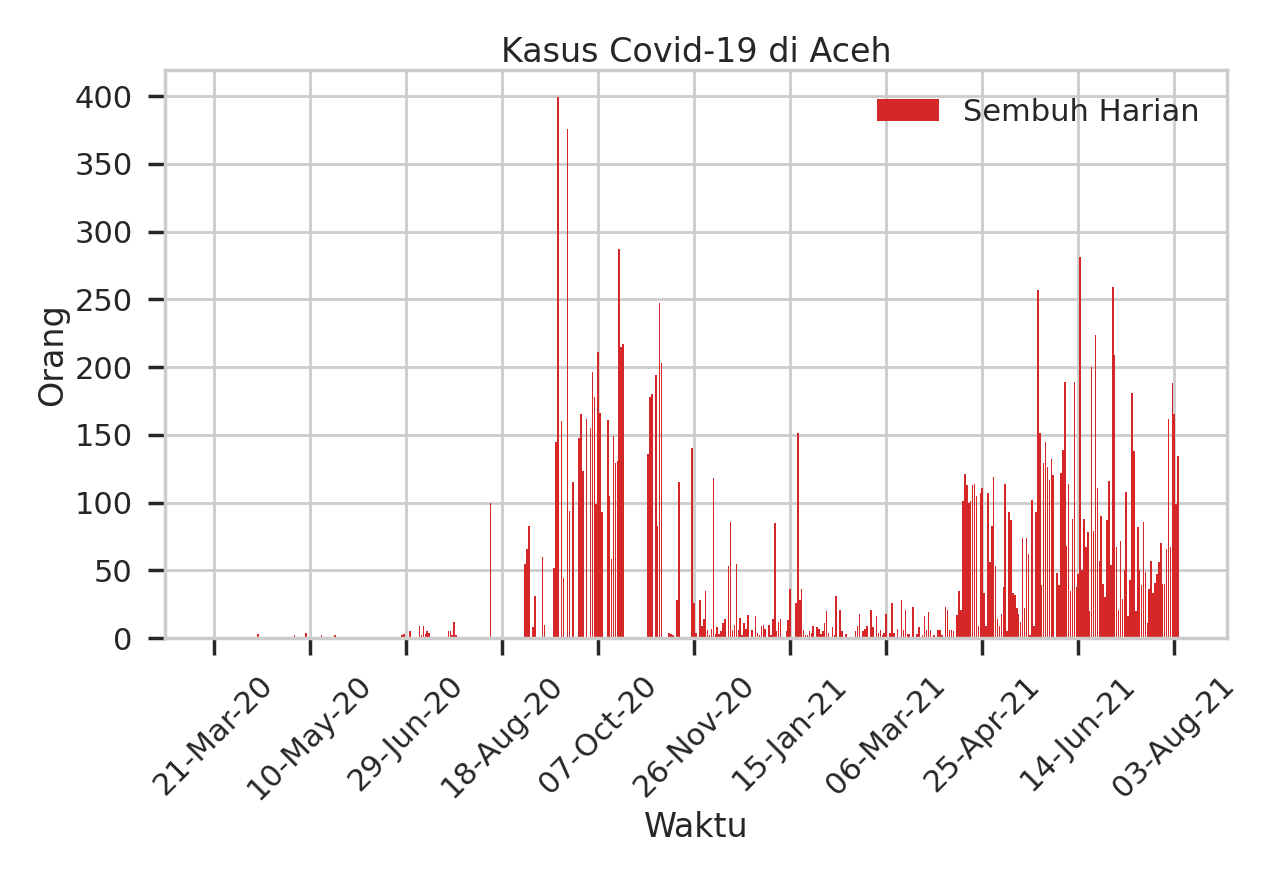 Kasus Covid-19 di Aceh
Sembuh Harian
Orang
400
350
300
250
200
150
100
50
0
21-Mar-20
10-May-20
29-Jun-20
18-Aug-20
07-Oct-20
26-Nov-20
15-Jan-21
06-Mar-21
25-Apr-21
14-Jun-21
03-Aug-21
Waktu